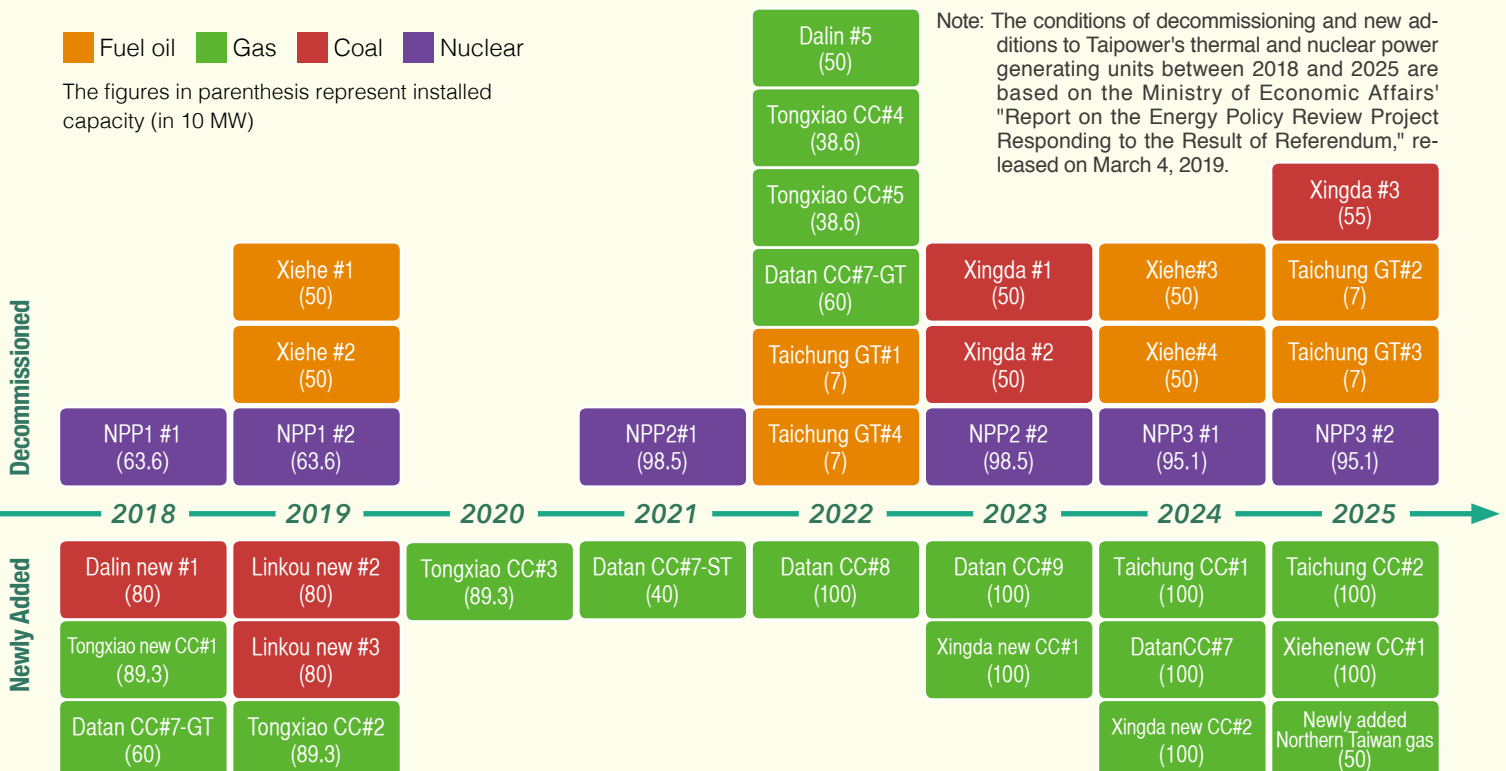 Fuel oil
Gas
Coal
Nuclear
The figures in parenthesis represent installed
capacity (in 10 MW)
Note: The conditions of decommissioning and new ad-
ditions to Taipower's thermal and nuclear power
generating units between 2018 and 2025 are
based on the Ministry of Economic Affairs'
"Report on the Energy Policy Review Project
Responding to the Result of Referendum," re-
leased on March 4, 2019.
Decommissioned
NPP1 #1
(63.6)
Xiehe #1
(50)
Xiehe #2
(50)
NPP1 #2
(63.6)
NPP2#1
(98.5)
Dalin #5
(50)
Tongxiao CC#4
(38.6)
Tongxiao CC#5
(38.6)
Datan CC#7-GT
(60)
Taichung GT#1
(7)
Taichung GT#4
(7)
Xingda #1
(50)
Xingda #2
(50)
NPP2 #2
(98.5)
Xiehe#3
(50)
Xiehe#4
(50)
NPP3 #1
(95.1)
Xingda #3
(55)
Taichung GT#2
(7)
Taichung GT#3
(7)
NPP3 #2
(95.1)
2018
2019
2020
2021
2022
2023
2024
2025
Newly Added
Dalin new #1
(80)
Tongxiao new CC#1
(89.3)
Datan CC#7-GT
(60)
Linkou new #2
(80)
Linkou new #3
(80)
Tongxiao CC#2
(89.3)
Tongxiao CC#3
(89.3)
Datan CC#7-ST
(40)
Datan CC#8
(100)
Datan CC#9
(100)
Xingda new CC#1
(100)
Taichung CC#1
(100)
DatanCC#7
(100)
Xingda new CC#2
(100)
Taichung CC#2
(100)
Xiehenew CC#1
(100)
Newly added
Northern Taiwan gas
(50)